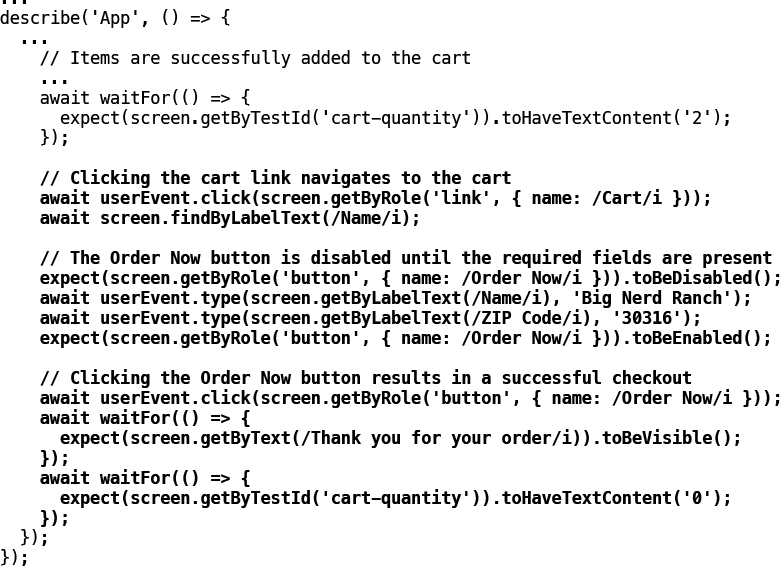 ...
describe('App', () => {
  ...
    // Items are successfully added to the cart
    ...
    await waitFor(() => {
      expect(screen.getByTestId('cart-quantity')).toHaveTextContent('2');
    });

    // Clicking the cart link navigates to the cart
    await userEvent.click(screen.getByRole('link', { name: /Cart/i }));
    await screen.findByLabelText(/Name/i);

    // The Order Now button is disabled until the required fields are present
    expect(screen.getByRole('button', { name: /Order Now/i })).toBeDisabled();
    await userEvent.type(screen.getByLabelText(/Name/i), 'Big Nerd Ranch');
    await userEvent.type(screen.getByLabelText(/ZIP Code/i), '30316');
    expect(screen.getByRole('button', { name: /Order Now/i })).toBeEnabled();

    // Clicking the Order Now button results in a successful checkout
    await userEvent.click(screen.getByRole('button', { name: /Order Now/i }));
    await waitFor(() => {
      expect(screen.getByText(/Thank you for your order/i)).toBeVisible();
    });
    await waitFor(() => {
      expect(screen.getByTestId('cart-quantity')).toHaveTextContent('0');
    });
  });
});